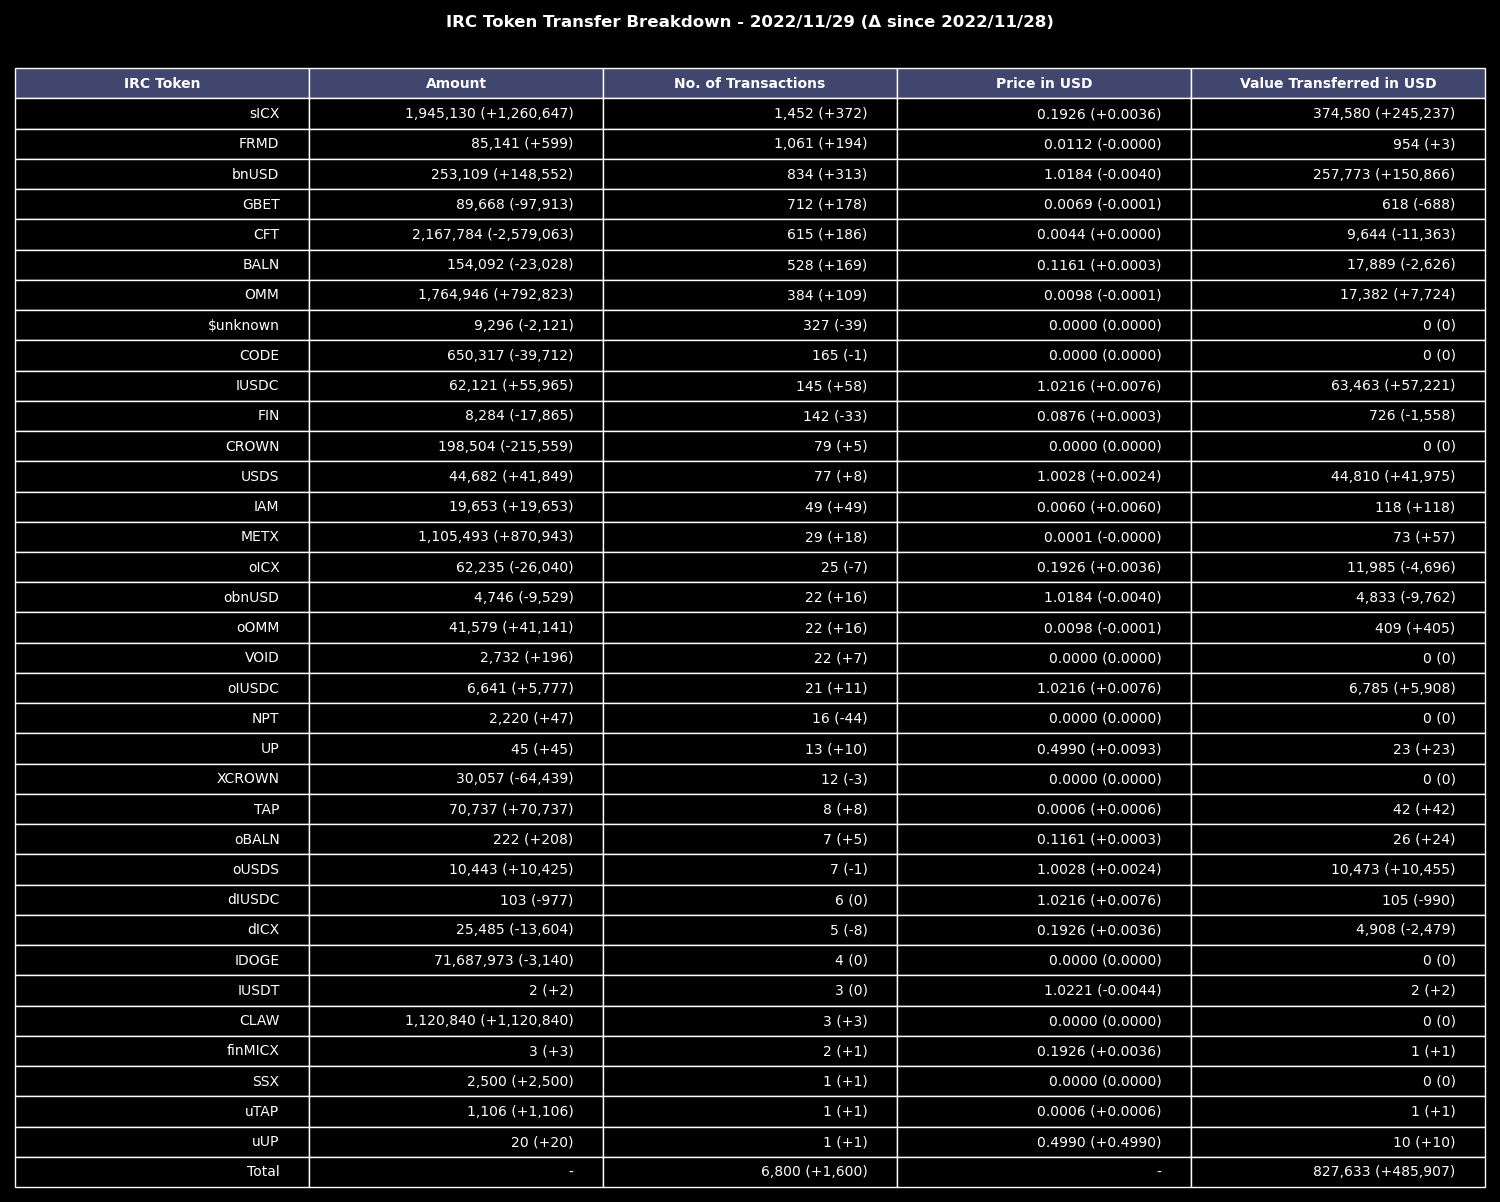 IRC Token Transfer Breakdown - 2022/11/29 (Δ since 2022/11/28)
IRC Token Amount No. of Transactions Price in USD Value Transferred in USD
sICX 1,945,130 (+1,260,647) 1,452 (+372) 0.1926 (+0.0036) 374,580 (+245,237)
FRMD 85,141 (+599) 1,061 (+194) 0.0112 (-0.0000) 954 (+3)
bnUSD 253,109 (+148,552) 834 (+313) 1.0184 (-0.0040) 257,773 (+150,866)
GBET 89,668 (-97,913) 712 (+178) 0.0069 (-0.0001) 618 (-688)
CFT 2,167,784 (-2,579,063) 615 (+186) 0.0044 (+0.0000) 9,644 (-11,363)
BALN 154,092 (-23,028) 528 (+169) 0.1161 (+0.0003) 17,889 (-2,626)
OMM 1,764,946 (+792,823) 384 (+109) 0.0098 (-0.0001) 17,382 (+7,724)
$unknown 9,296 (-2,121) 327 (-39) 0.0000 (0.0000) 0 (0)
CODE 650,317 (-39,712) 165 (-1) 0.0000 (0.0000) 0 (0)
IUSDC 62,121 (+55,965) 145 (+58) 1.0216 (+0.0076) 63,463 (+57,221)
FIN 8,284 (-17,865) 142 (-33) 0.0876 (+0.0003) 726 (-1,558)
CROWN 198,504 (-215,559) 79 (+5) 0.0000 (0.0000) 0 (0)
USDS 44,682 (+41,849) 77 (+8) 1.0028 (+0.0024) 44,810 (+41,975)
IAM 19,653 (+19,653) 49 (+49) 0.0060 (+0.0060) 118 (+118)
METX 1,105,493 (+870,943) 29 (+18) 0.0001 (-0.0000) 73 (+57)
oICX 62,235 (-26,040) 25 (-7) 0.1926 (+0.0036) 11,985 (-4,696)
obnUSD 4,746 (-9,529) 22 (+16) 1.0184 (-0.0040) 4,833 (-9,762)
oOMM 41,579 (+41,141) 22 (+16) 0.0098 (-0.0001) 409 (+405)
VOID 2,732 (+196) 22 (+7) 0.0000 (0.0000) 0 (0)
oIUSDC 6,641 (+5,777) 21 (+11) 1.0216 (+0.0076) 6,785 (+5,908)
NPT 2,220 (+47) 16 (-44) 0.0000 (0.0000) 0 (0)
UP 45 (+45) 13 (+10) 0.4990 (+0.0093) 23 (+23)
XCROWN 30,057 (-64,439) 12 (-3) 0.0000 (0.0000) 0 (0)
TAP 70,737 (+70,737) 8 (+8) 0.0006 (+0.0006) 42 (+42)
oBALN 222 (+208) 7 (+5) 0.1161 (+0.0003) 26 (+24)
oUSDS 10,443 (+10,425) 7 (-1) 1.0028 (+0.0024) 10,473 (+10,455)
dIUSDC 103 (-977) 6 (0) 1.0216 (+0.0076) 105 (-990)
dICX 25,485 (-13,604) 5 (-8) 0.1926 (+0.0036) 4,908 (-2,479)
IDOGE 71,687,973 (-3,140) 4 (0) 0.0000 (0.0000) 0 (0)
IUSDT 2 (+2) 3 (0) 1.0221 (-0.0044) 2 (+2)
CLAW 1,120,840 (+1,120,840) 3 (+3) 0.0000 (0.0000) 0 (0)
finMICX 3 (+3) 2 (+1) 0.1926 (+0.0036) 1 (+1)
SSX 2,500 (+2,500) 1 (+1) 0.0000 (0.0000) 0 (0)
uTAP 1,106 (+1,106) 1 (+1) 0.0006 (+0.0006) 1 (+1)
uUP 20 (+20) 1 (+1) 0.4990 (+0.4990) 10 (+10)
Total - 6,800 (+1,600) - 827,633 (+485,907)